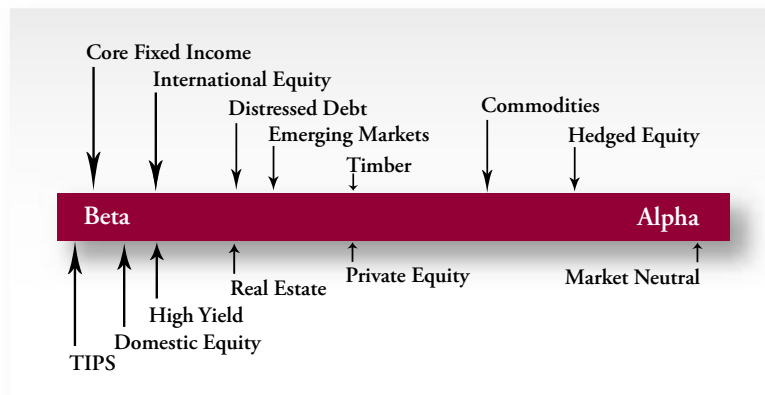 Core Fixed Income
International Equity
Distressed Debt
Commodities
Emerging Markets
Hedged Equity
Timber
Beta
Alpha
Private Equity
Market Neutral
Real Estate
High Yield
Domestic Equity
TIPS